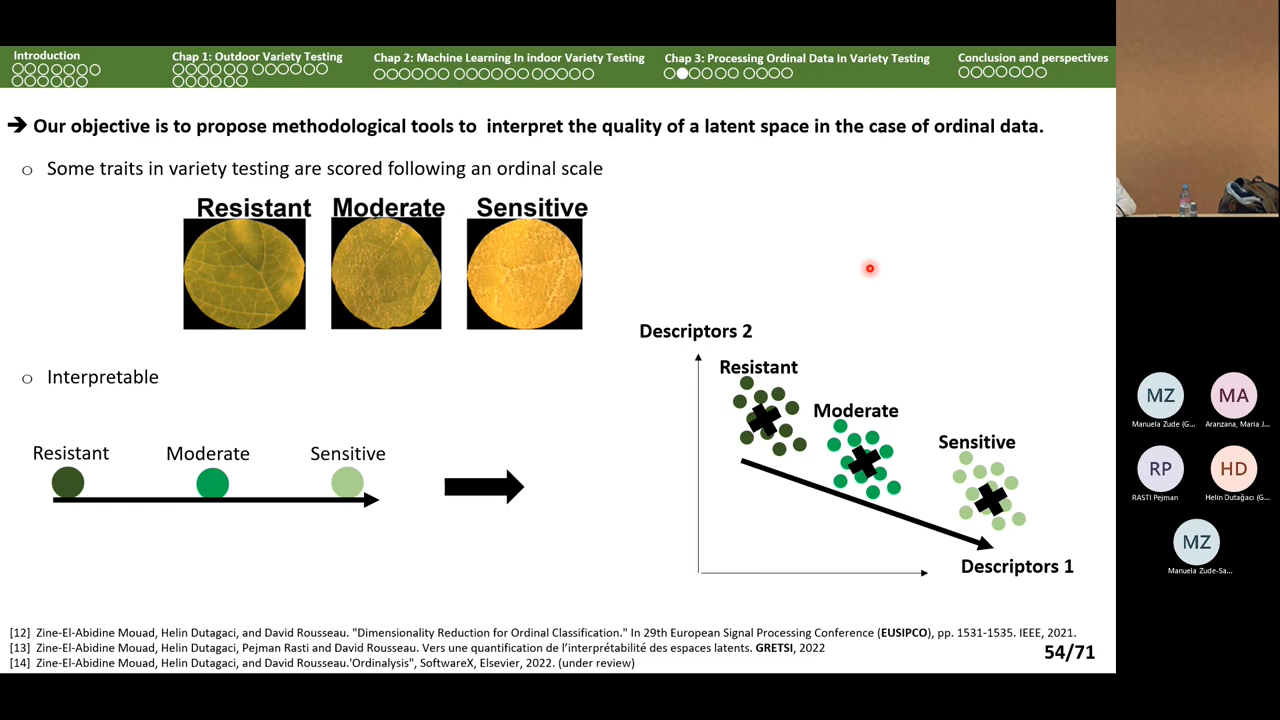 Introduction
Chap 1: Outdoor Variety Testing
Chap 2: Machine Learning In indoor Variety Testing
Chap 3: Processing Ordinal Data In Variety Testing
Conclusion and perspectives
➔ Our objective is to propose methodological tools to interpret the quality of a latent space in the case of ordinal data.
o Some traits in variety testing are scored following an ordinal scale
Resistant Moderate Sensitive
o Interpretable
Resistant Moderate Sensitive
Descriptors 2
Resistant
Moderate
Sensitive
Descriptors 1
[12] Zine-El-Abidine Mouad, Helin Dutagaci, and David Rousseau. "Dimensionality Reduction for Ordinal Classification." In 29th European Signal Processing Conference (EUSIPCO), pp. 1531-1535. IEEE, 2021.
[13] Zine-El-Abidine Mouad, Helin Dutagaci, Pejman Rasti and David Rousseau. Vers une quantification de l'interprétabilité des espaces latents. GRETSI, 2022
[14] Zine-El-Abidine Mouad, Helin Dutagaci, and David Rousseau.'Ordinalysis", SoftwareX, Elsevier, 2022. (under review)
54/71
MZ
Manuela Zude (G...
MA
Aranzana, Maria J...
RP
RASTI Pejman
HD
Helin Dutağacı (G...
MZ
Manuela Zude-Sa...